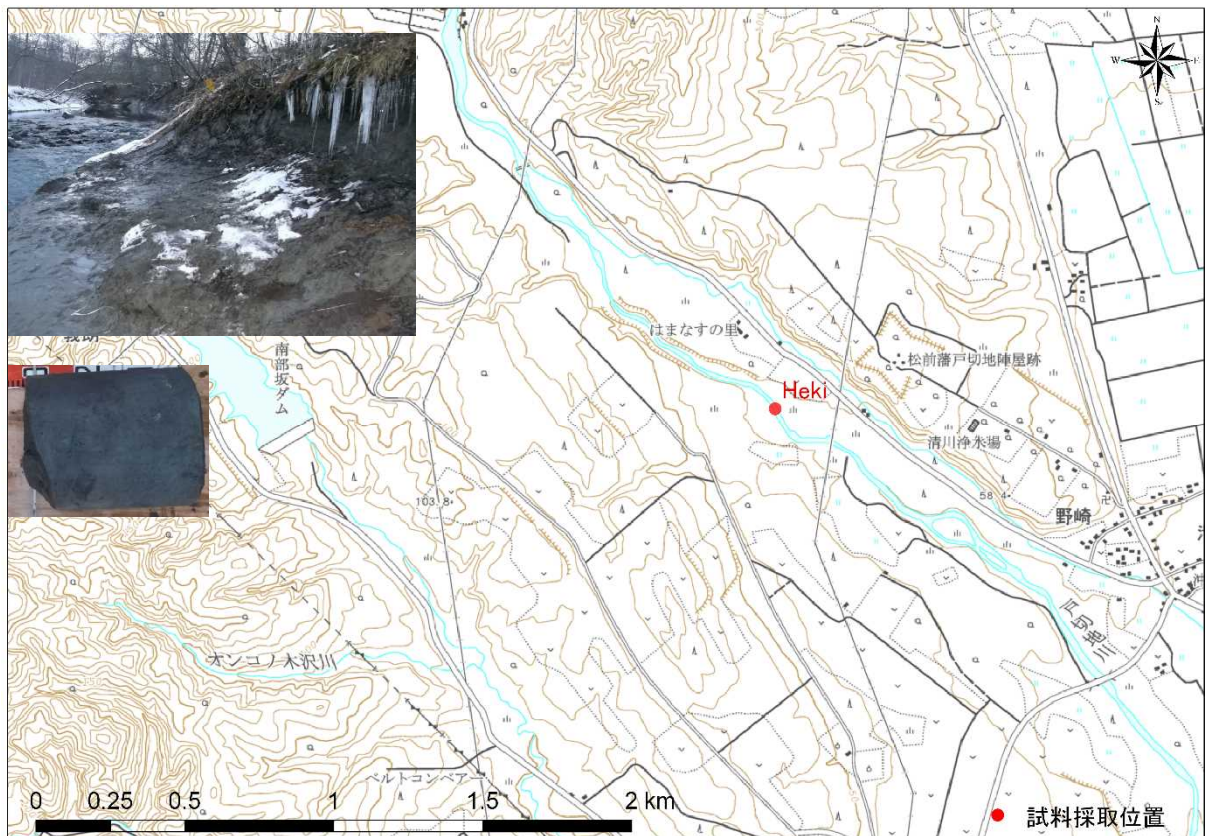 N
W
E
S
南部坂ダム
はまなすの里
松前藩戸切地陣屋跡
Heki
清川浄水場
103.8
58.4
野崎
戸切地川
オンコノ木沢川
ベルトコンベアー
0 0.25 0.5 1 1.5 2 km
試料採取位置